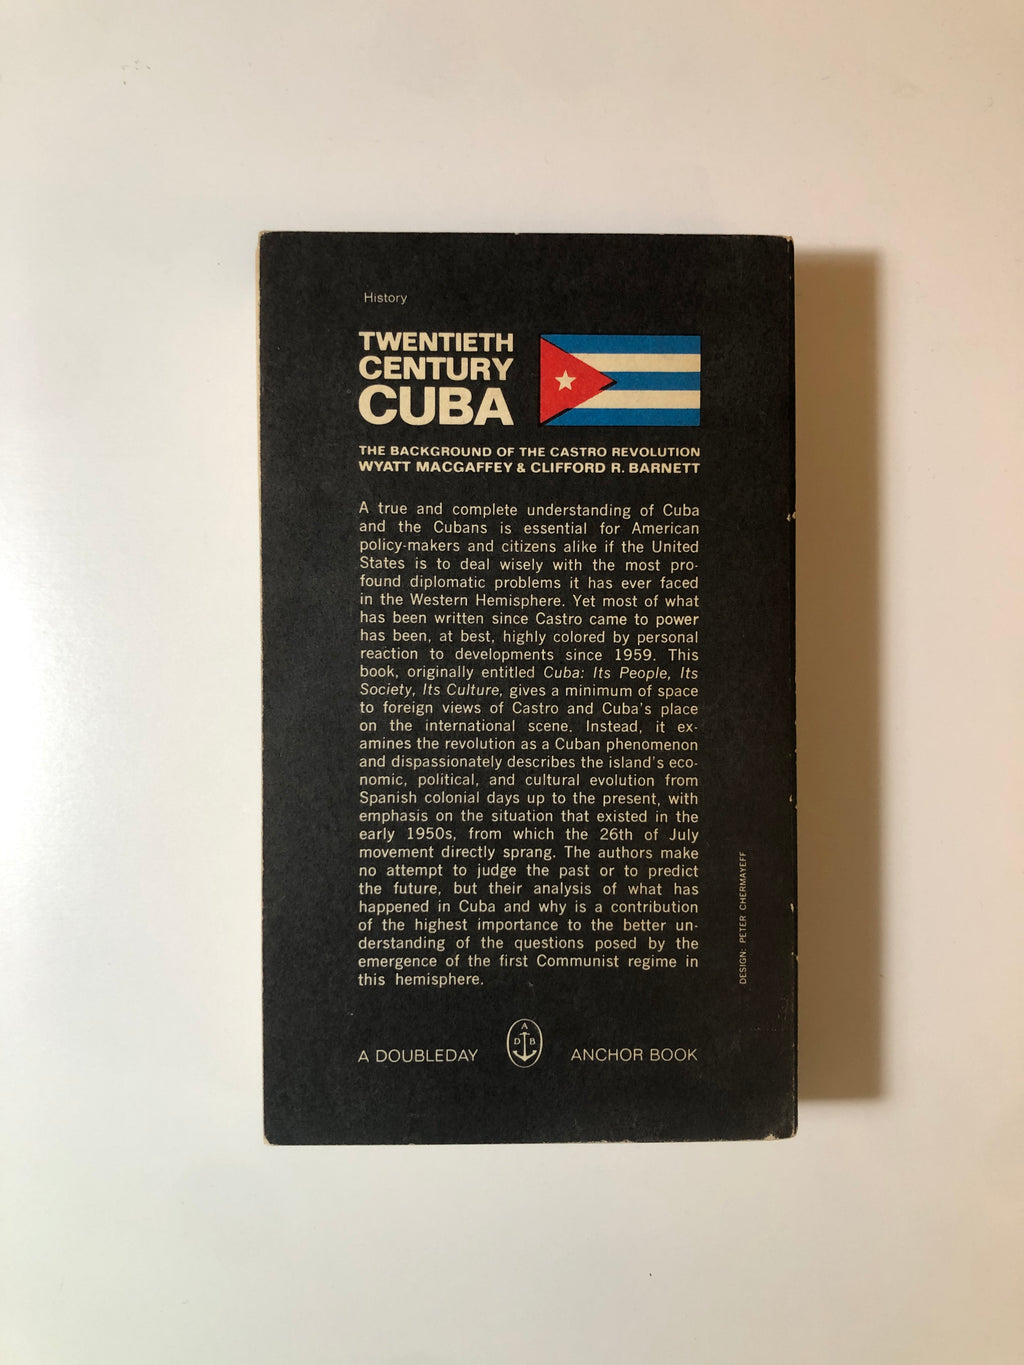 History
TWENTIETH
CENTURY
CUBA
THE BACKGROUND OF THE CASTRO REVOLUTION
WYATT MACGAFFEY & CLIFFORD R. BARNETT
A true and complete understanding of Cuba
and the Cubans is essential for American
policy-makers and citizens alike if the United
States is to deal wisely with the most pro-
found diplomatic problems it has ever faced
in the Western Hemisphere. Yet most of what
has been written since Castro came to power
has been, at best, highly colored by personal
reaction to developments since 1959. This
book, originally entitled Cuba: Its People, Its
Society, Its Culture, gives a minimum of space
to foreign views of Castro and Cuba's place
on the international scene. Instead, it ex-
amines the revolution as a Cuban phenomenon
and dispassionately describes the island's eco-
nomic, political, and cultural evolution from
Spanish colonial days up to the present, with
emphasis on the situation that existed in the
early 1950s, from which the 26th of July
movement directly sprang. The authors make
no attempt to judge the past or to predict
the future, but their analysis of what has
happened in Cuba and why is a contribution
of the highest importance to the better un-
derstanding of the questions posed by the
emergence of the first Communist regime in
this hemisphere.
DESIGN: PETER CHERMAYEFF
A DOUBLEDAY
A
D B
ANCHOR BOOK